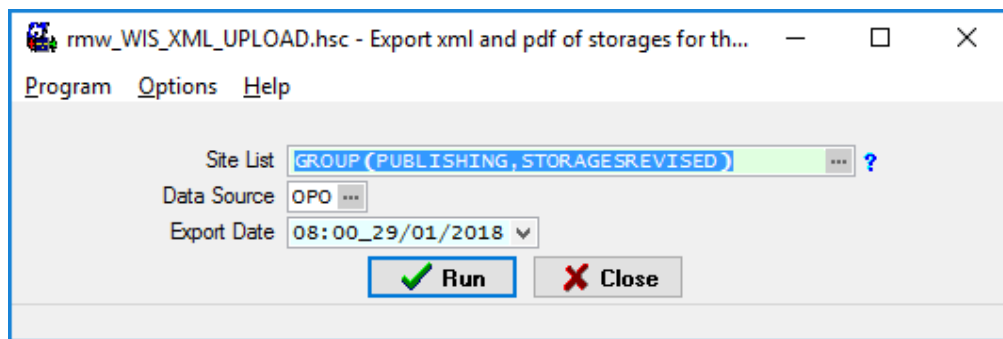 rmw_WIS_XML_UPLOAD.hsc - Export xml and pdf of storages for th...
Program Options Help
Site List GROUP(PUBLISHING,STORAGESREVISED) ... ?
Data Source OPO ...
Export Date 08:00_29/01/2018
Run Close